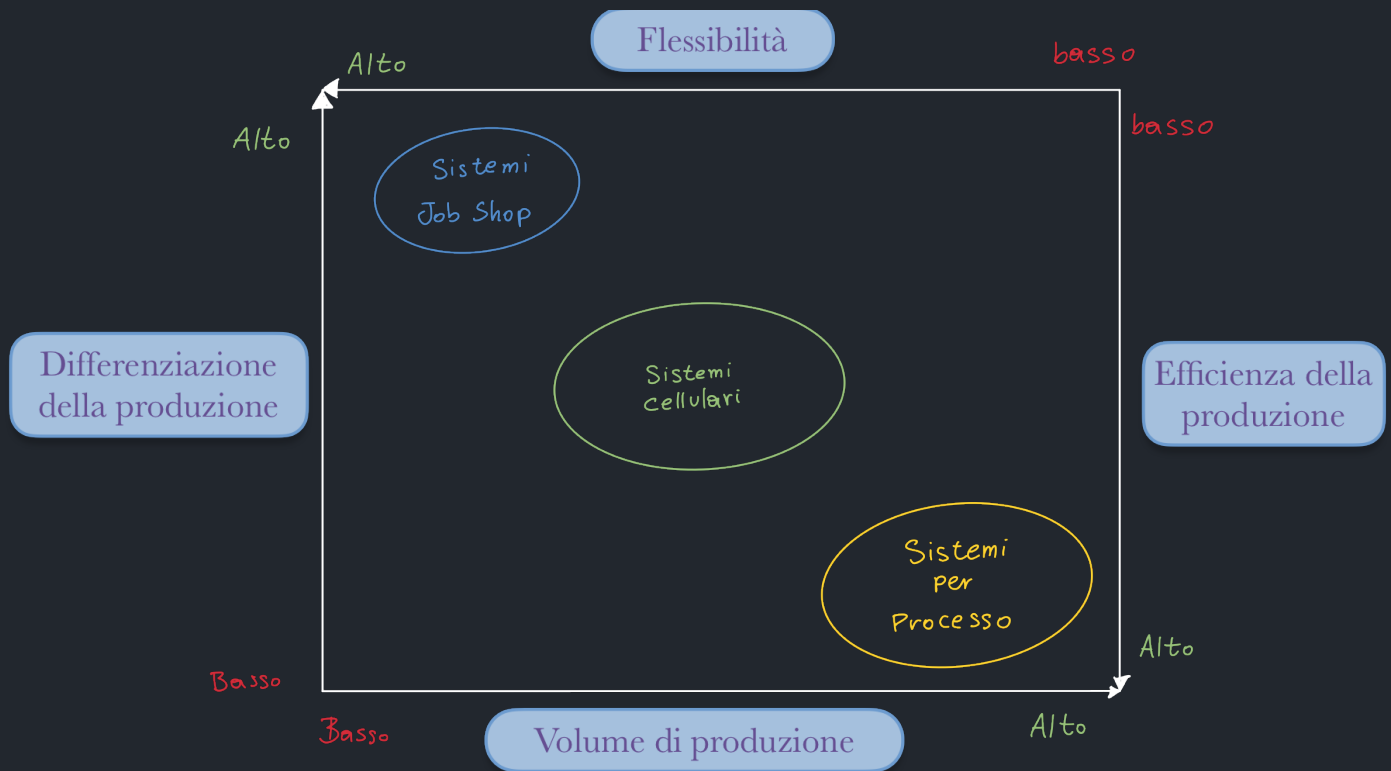 Flessibilità
Alto
basso
Alto
basso
Sistemi
Job Shop
Differenziazione
della produzione
Sistemi
cellulari
Efficienza della
produzione
Sistemi
per
Processo
Alto
Basso
Basso
Volume di produzione
Alto